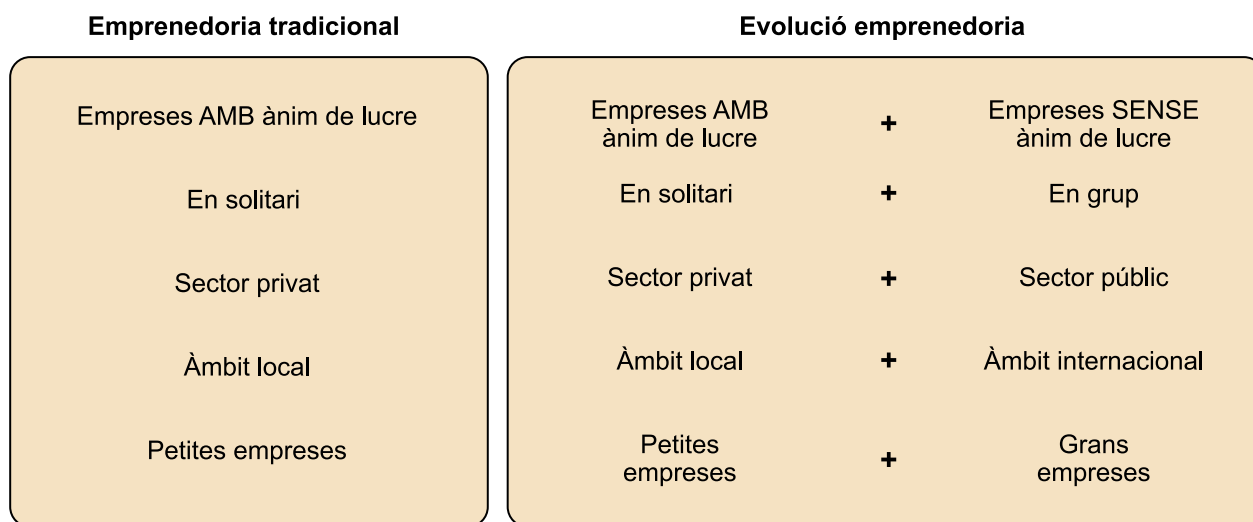 Emprenedoria tradicional
Empreses AMB ànim de lucre
En solitari
Sector privat
Àmbit local
Petites empreses
Evolució emprenedoria
Empreses AMB
ànim de lucre
+
Empreses SENSE
ànim de lucre
En solitari + En grup
Sector privat + Sector públic
Àmbit local + Àmbit internacional
Petites
empreses
+
Grans
empreses